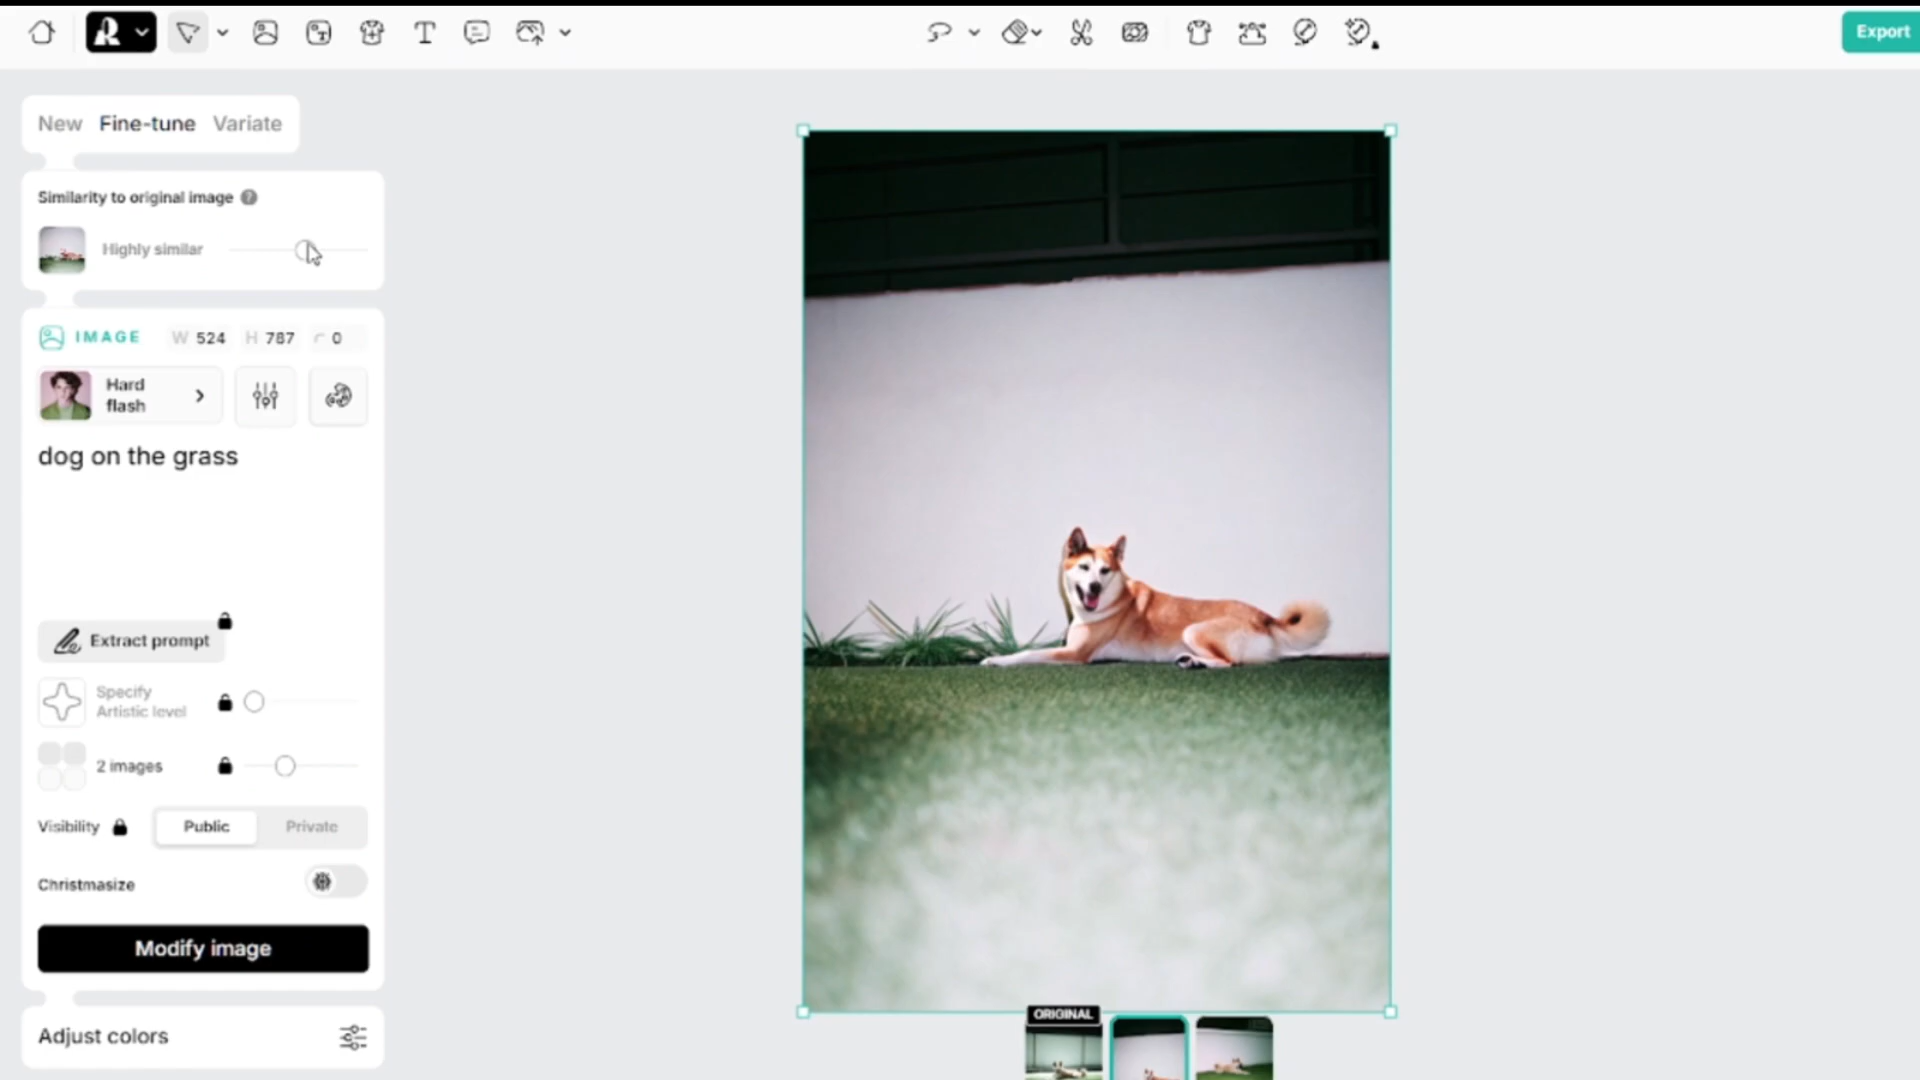 Export
New Fine-tune Variate
Similarity to original image ?
Highly similar
IMAGE W 524 H 787 0
Hard
flash
dog on the grass
Extract prompt
Specify
Artistic level
2 images
Visibility Public Private
Christmasize
Modify image
ORIGINAL
Adjust colors